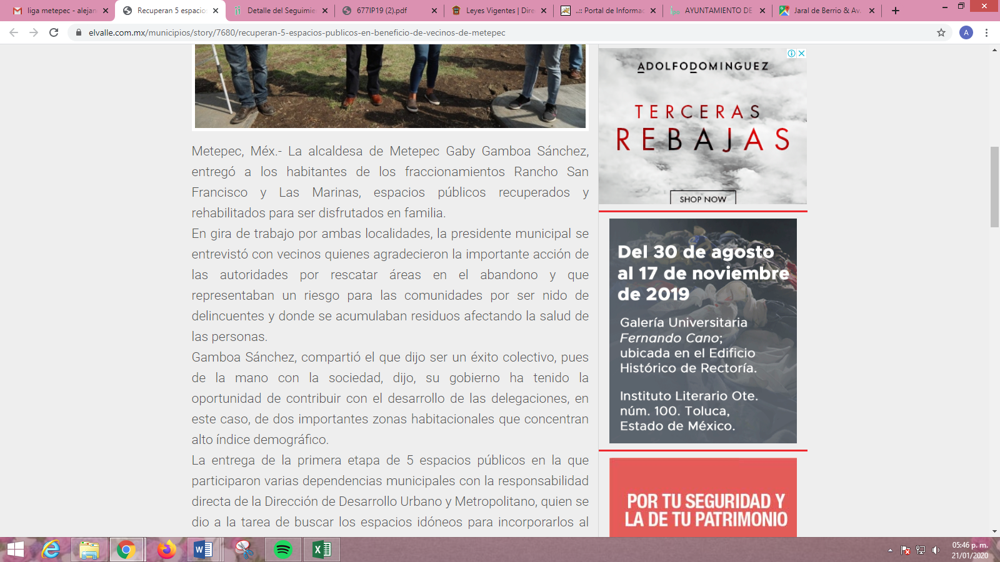 liga metepec - alejan
Recuperan 5 espacio
Detalle del Seguimie
677IP19 (2).pdf
Leyes Vigentes | Dire
..:: Portal de Informac
AYUNTAMIENTO DE
Jaral de Berrio & Av.
elvalle.com.mx/municipios/story/7680/recuperan-5-espacios-publicos-en-beneficio-de-vecinos-de-metepec
A
Metepec, Méx.- La alcaldesa de Metepec Gaby Gamboa Sánchez,
entregó a los habitantes de los fraccionamientos Rancho San
Francisco y Las Marinas, espacios públicos recuperados y
rehabilitados para ser disfrutados en familia.
En gira de trabajo por ambas localidades, la presidente municipal se
entrevistó con vecinos quienes agradecieron la importante acción de
las autoridades por rescatar áreas en el abandono y que
representaban un riesgo para las comunidades por ser nido de
delincuentes y donde se acumulaban residuos afectando la salud de
las personas.
Gamboa Sánchez, compartió el que dijo ser un éxito colectivo, pues
de la mano con la sociedad, dijo, su gobierno ha tenido la
oportunidad de contribuir con el desarrollo de las delegaciones, en
este caso, de dos importantes zonas habitacionales que concentran
alto índice demográfico.
La entrega de la primera etapa de 5 espacios públicos en la que
participaron varias dependencias municipales con la responsabilidad
directa de la Dirección de Desarrollo Urbano y Metropolitano, quien se
dio a la tarea de buscar los espacios idóneos para incorporarlos al
ADOLFODOMINGUEZ
TERCERAS
REBAJAS
SHOP NOW
Del 30 de agosto
al 17 de noviembre
de 2019
Galería Universitaria
Fernando Cano;
ubicada en el Edificio
Histórico de Rectoría.
Instituto Literario Ote.
núm. 100. Toluca,
Estado de México.
POR TU SEGURIDAD Y
LA DE TU PATRIMONIO
05:46 p. m.
21/01/2020